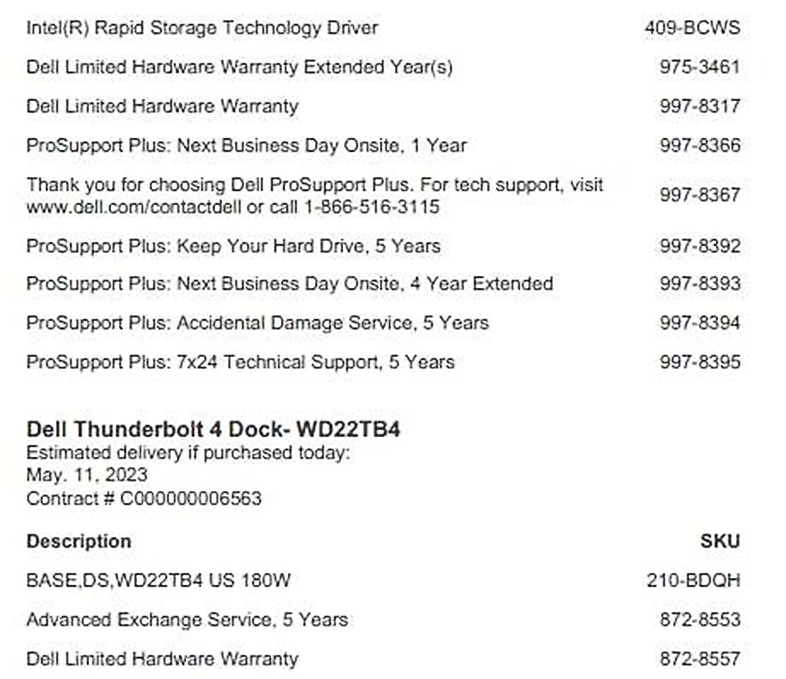 Intel(R) Rapid Storage Technology Driver 409-BCWS
Dell Limited Hardware Warranty Extended Year(s) 975-3461
Dell Limited Hardware Warranty 997-8317
ProSupport Plus: Next Business Day Onsite, 1 Year 997-8366
Thank you for choosing Dell ProSupport Plus. For tech support, visit
www.dell.com/contactdell or call 1-866-516-3115 997-8367
ProSupport Plus: Keep Your Hard Drive, 5 Years 997-8392
ProSupport Plus: Next Business Day Onsite, 4 Year Extended 997-8393
ProSupport Plus: Accidental Damage Service, 5 Years 997-8394
ProSupport Plus: 7x24 Technical Support, 5 Years 997-8395
Dell Thunderbolt 4 Dock- WD22TB4
Estimated delivery if purchased today:
May. 11, 2023
Contract # C000000006563
Description SKU
BASE,DS,WD22TB4 US 180W 210-BDQH
Advanced Exchange Service, 5 Years 872-8553
Dell Limited Hardware Warranty 872-8557